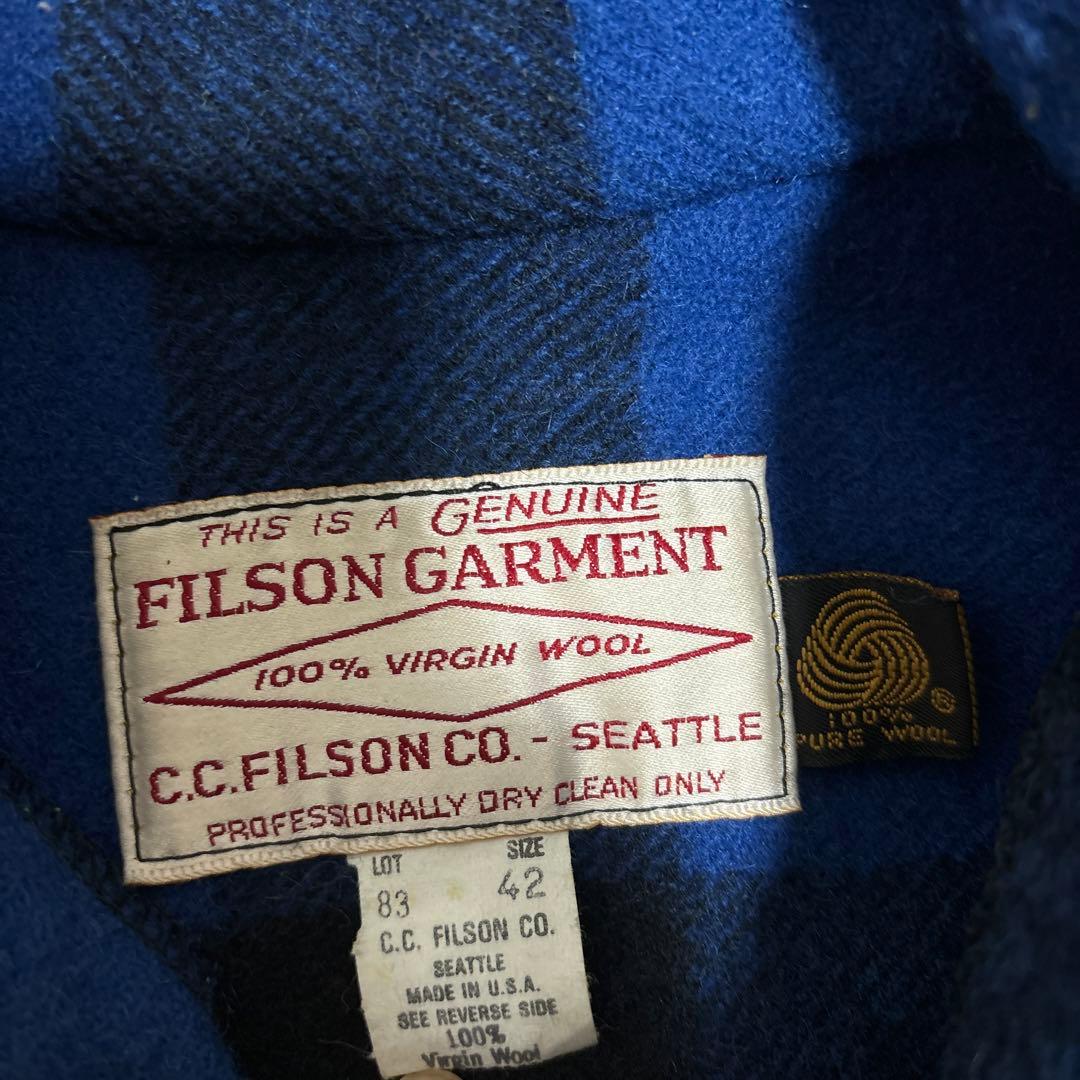 THIS IS A GENUINE
FILSON GARMENT
100% VIRGIN WOOL
C.C. FILSON CO. - SEATTLE
PROFESSIONALLY DRY CLEAN ONLY
®
100%
PURE WOOL
LOT SIZE
83 42
C.C. FILSON CO.
SEATTLE
MADE IN U.S.A.
SEE REVERSE SIDE
100%
Virgin Wool